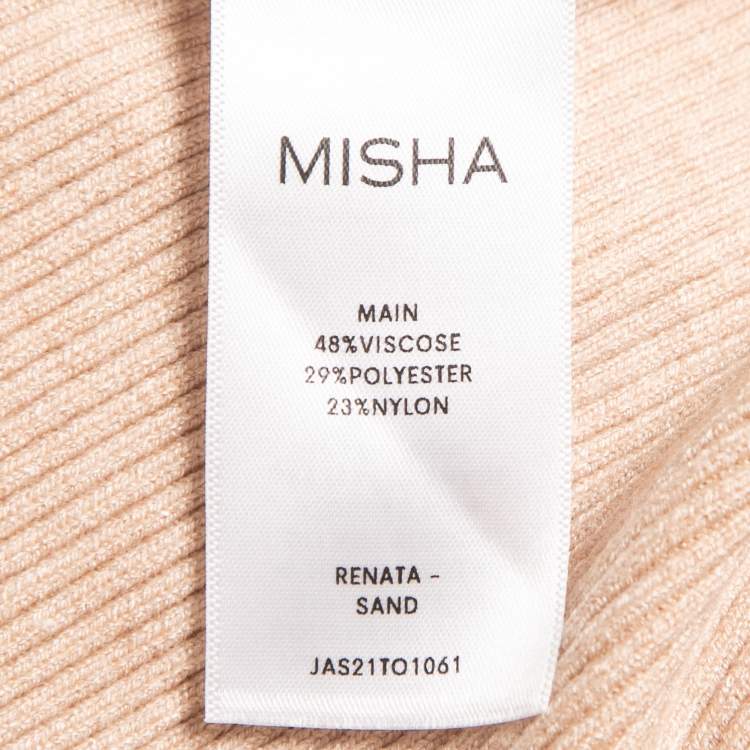 MISHA
MAIN
48%VISCOSE
29%POLYESTER
23%NYLON
RENATA -
SAND
JAS21TO1061